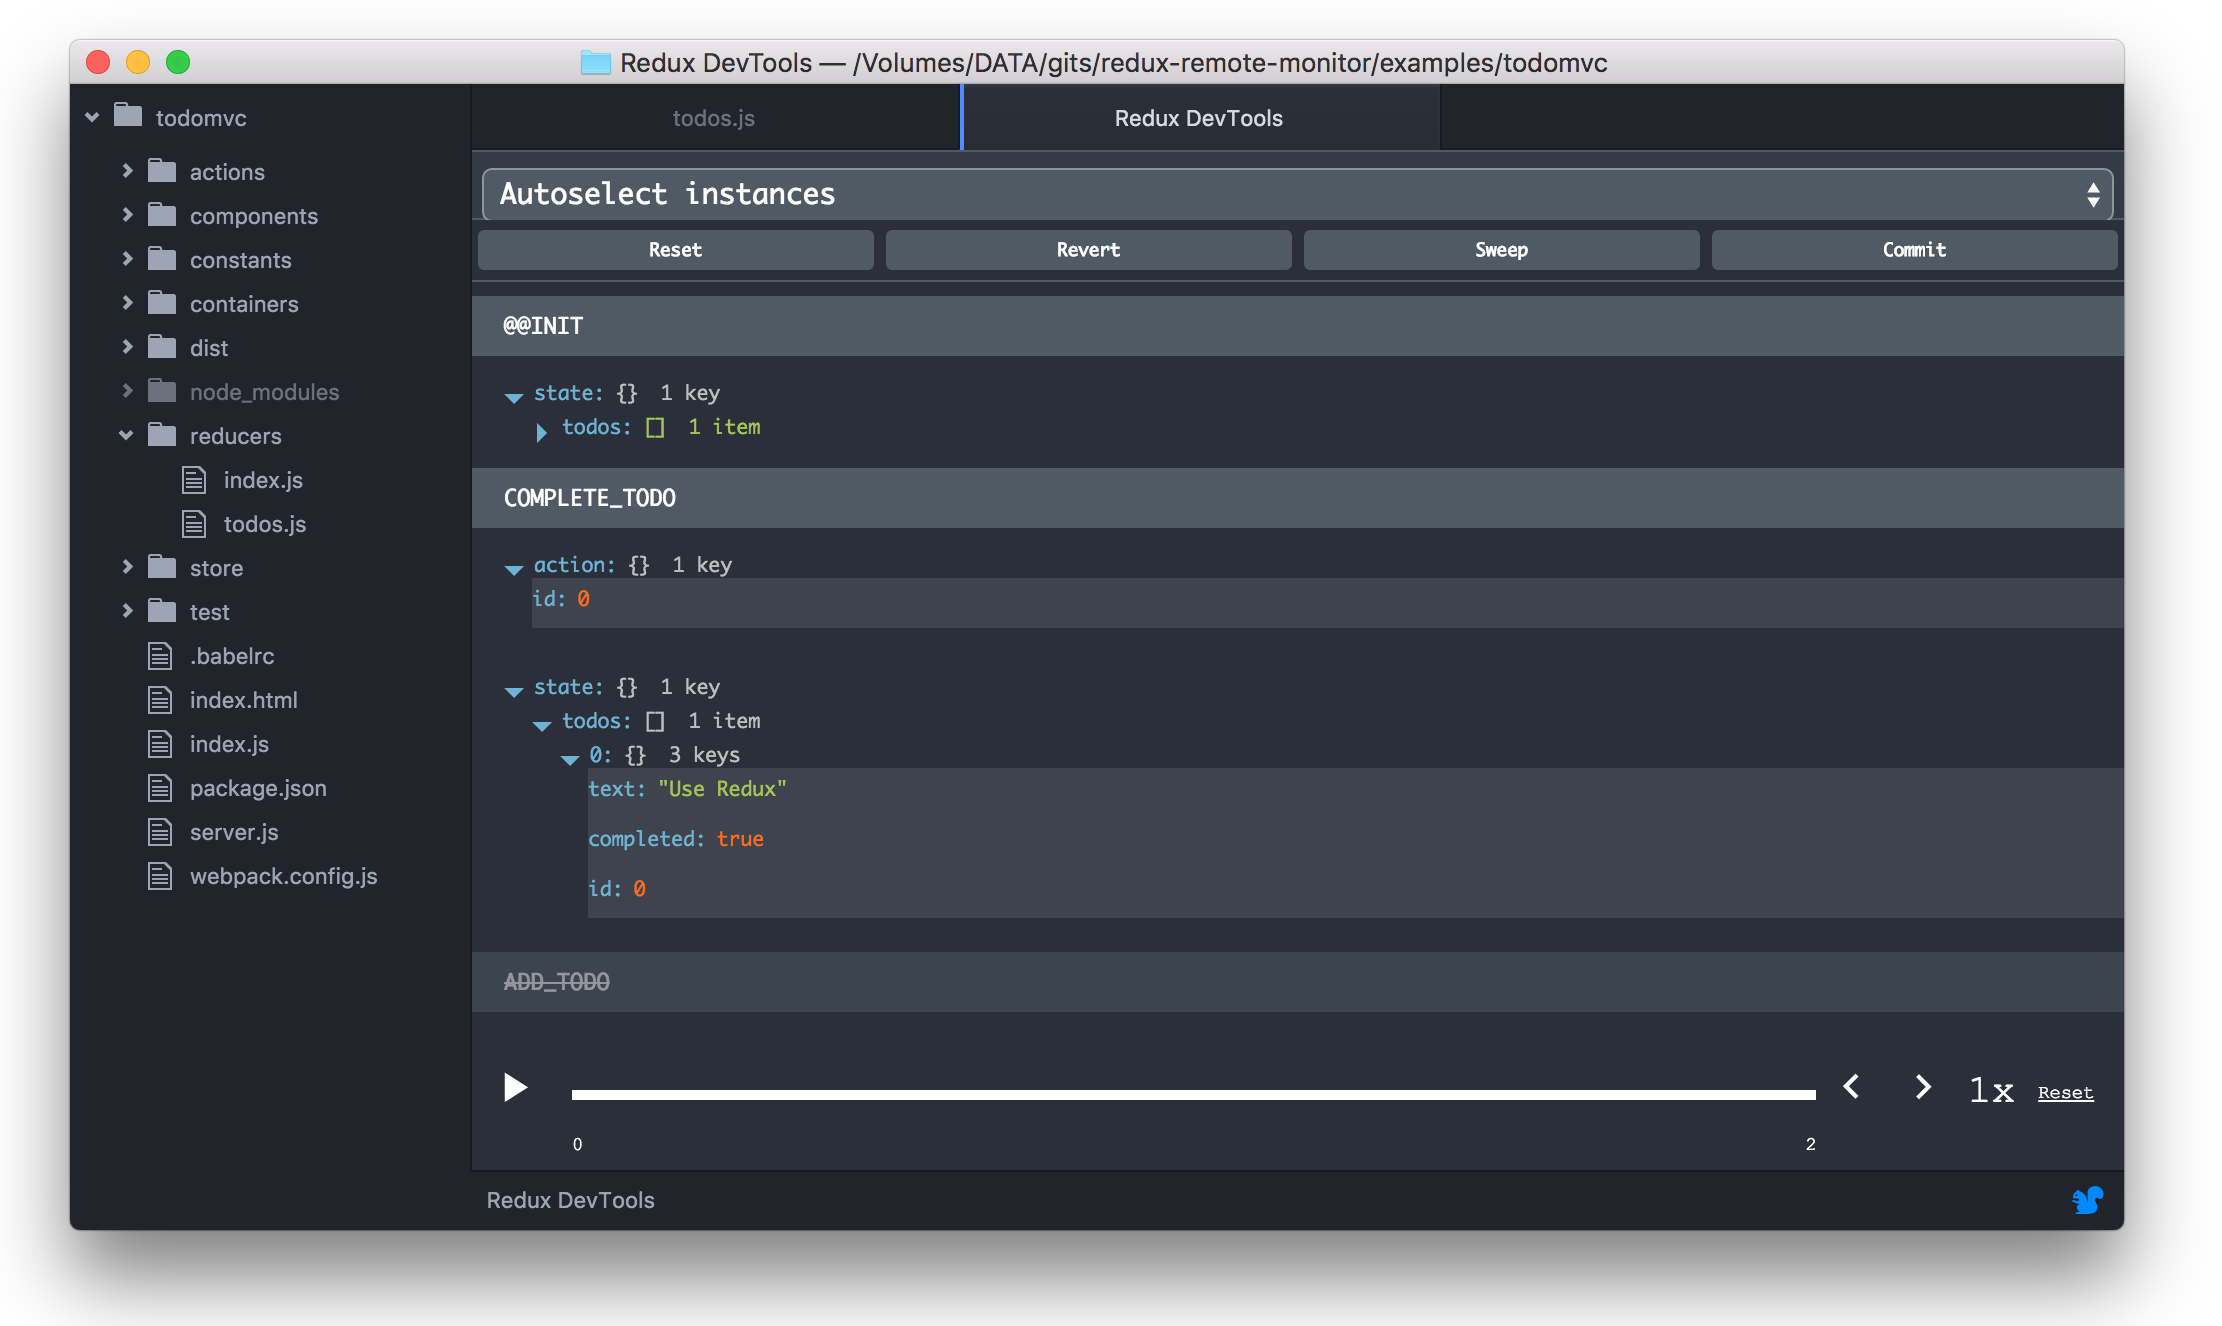 Redux DevTools — /Volumes/DATA/gits/redux-remote-monitor/examples/todomvc
todomvc
actions
components
constants
containers
dist
node_modules
reducers
index.js
todos.js
store
test
.babelrc
index.html
index.js
package.json
server.js
webpack.config.js
todos.js
Redux DevTools
Autoselect instances
Reset Revert Sweep Commit
@@INIT
state: {} 1 key
todos: [] 1 item
COMPLETE_TODO
action: {} 1 key
id: 0
state: {} 1 key
todos: [] 1 item
0: {} 3 keys
text: "Use Redux"
completed: true
id: 0
ADD_TODO
1x Reset
0 2
Redux DevTools